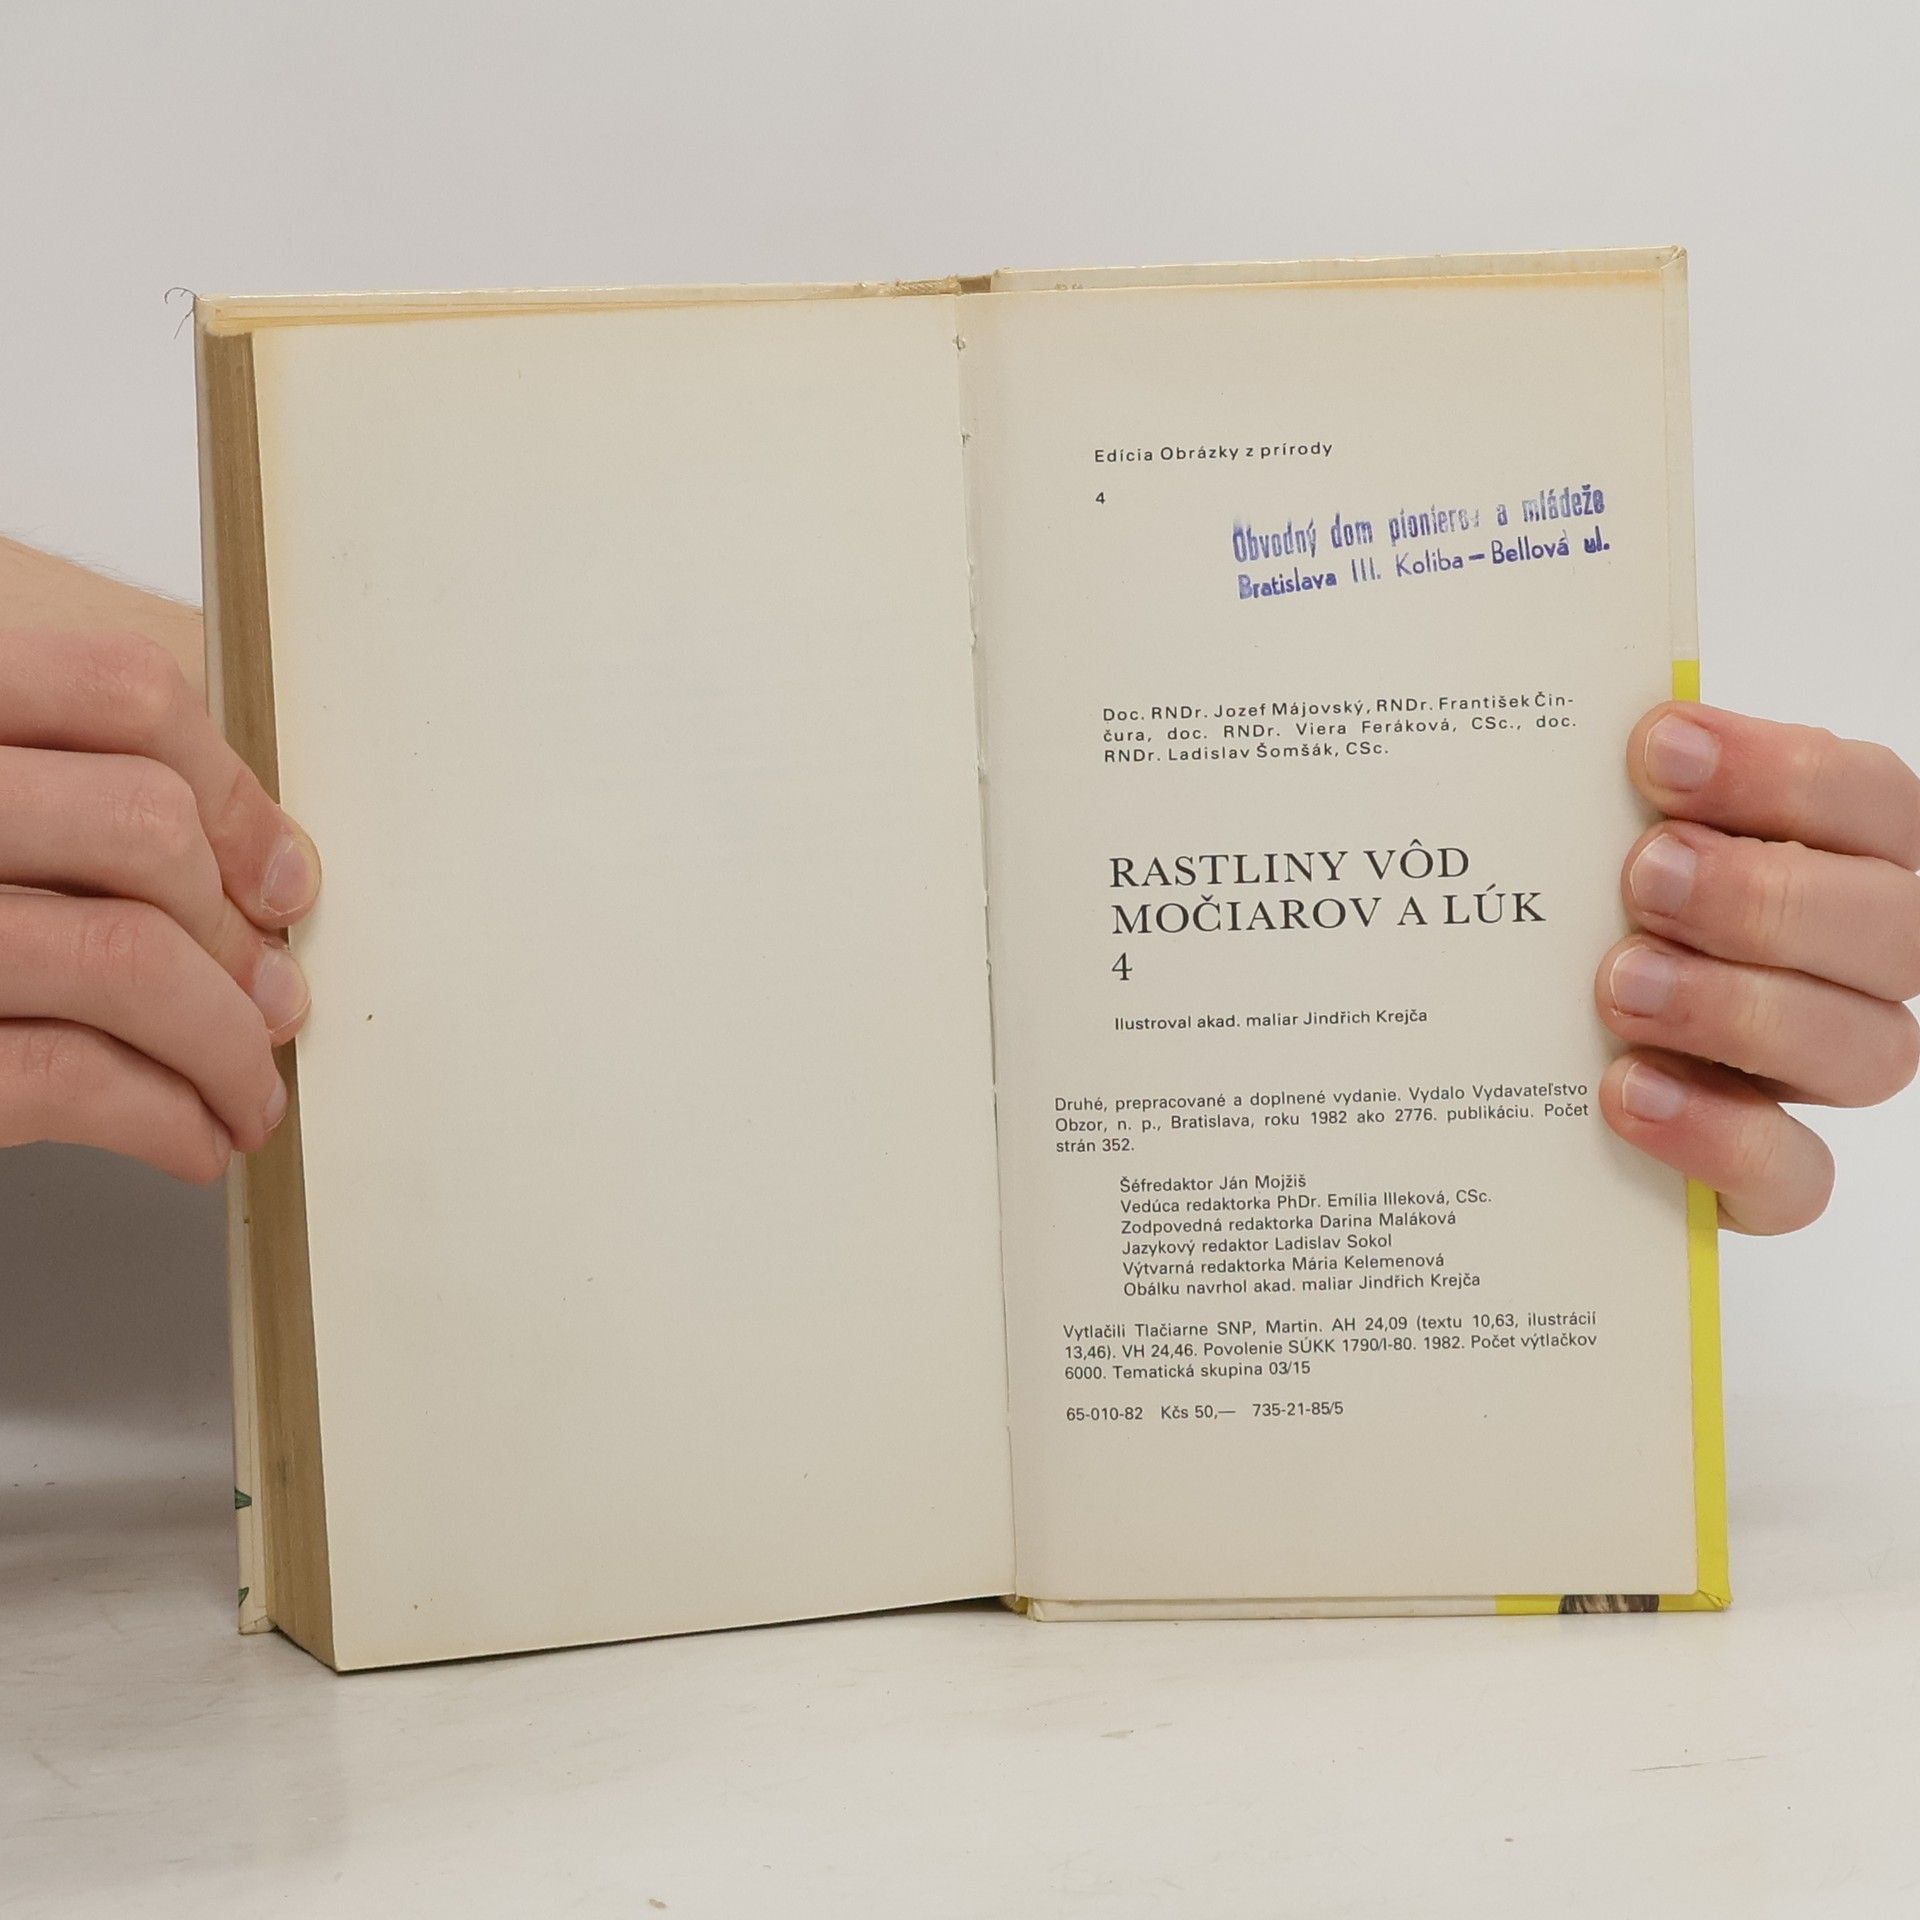 Edícia Obrázky z prírody
4
Obvodný dom pionierov a mládeže
Bratislava III. Koliba – Bellová ul.
Doc. RNDr. Jozef Májovský, RNDr. František Čin-
čura, doc. RNDr. Viera Feráková, CSc., doc.
RNDr. Ladislav Šomšák, CSc.
RASTLINY VÔD
MOČIAROV A LÚK
4
Ilustroval akad. maliar Jindřich Krejča
Druhé, prepracované a doplnené vydanie. Vydalo Vydavateľstvo
Obzor, n. p., Bratislava, roku 1982 ako 2776. publikáciu. Počet
strán 352.
Šéfredaktor Ján Mojžiš
Vedúca redaktorka PhDr. Emília Illeková, CSc.
Zodpovedná redaktorka Darina Maláková
Jazykový redaktor Ladislav Sokol
Výtvarná redaktorka Mária Kelemenová
Obálku navrhol akad. maliar Jindřich Krejča
Vytlačili Tlačiarne SNP, Martin. AH 24,09 (textu 10,63, ilustrácií
13,46). VH 24,46. Povolenie SÚKK 1790/I-80. 1982. Počet výtlačkov
6000. Tematická skupina 03/15
65-010-82 Kčs 50,— 735-21-85/5